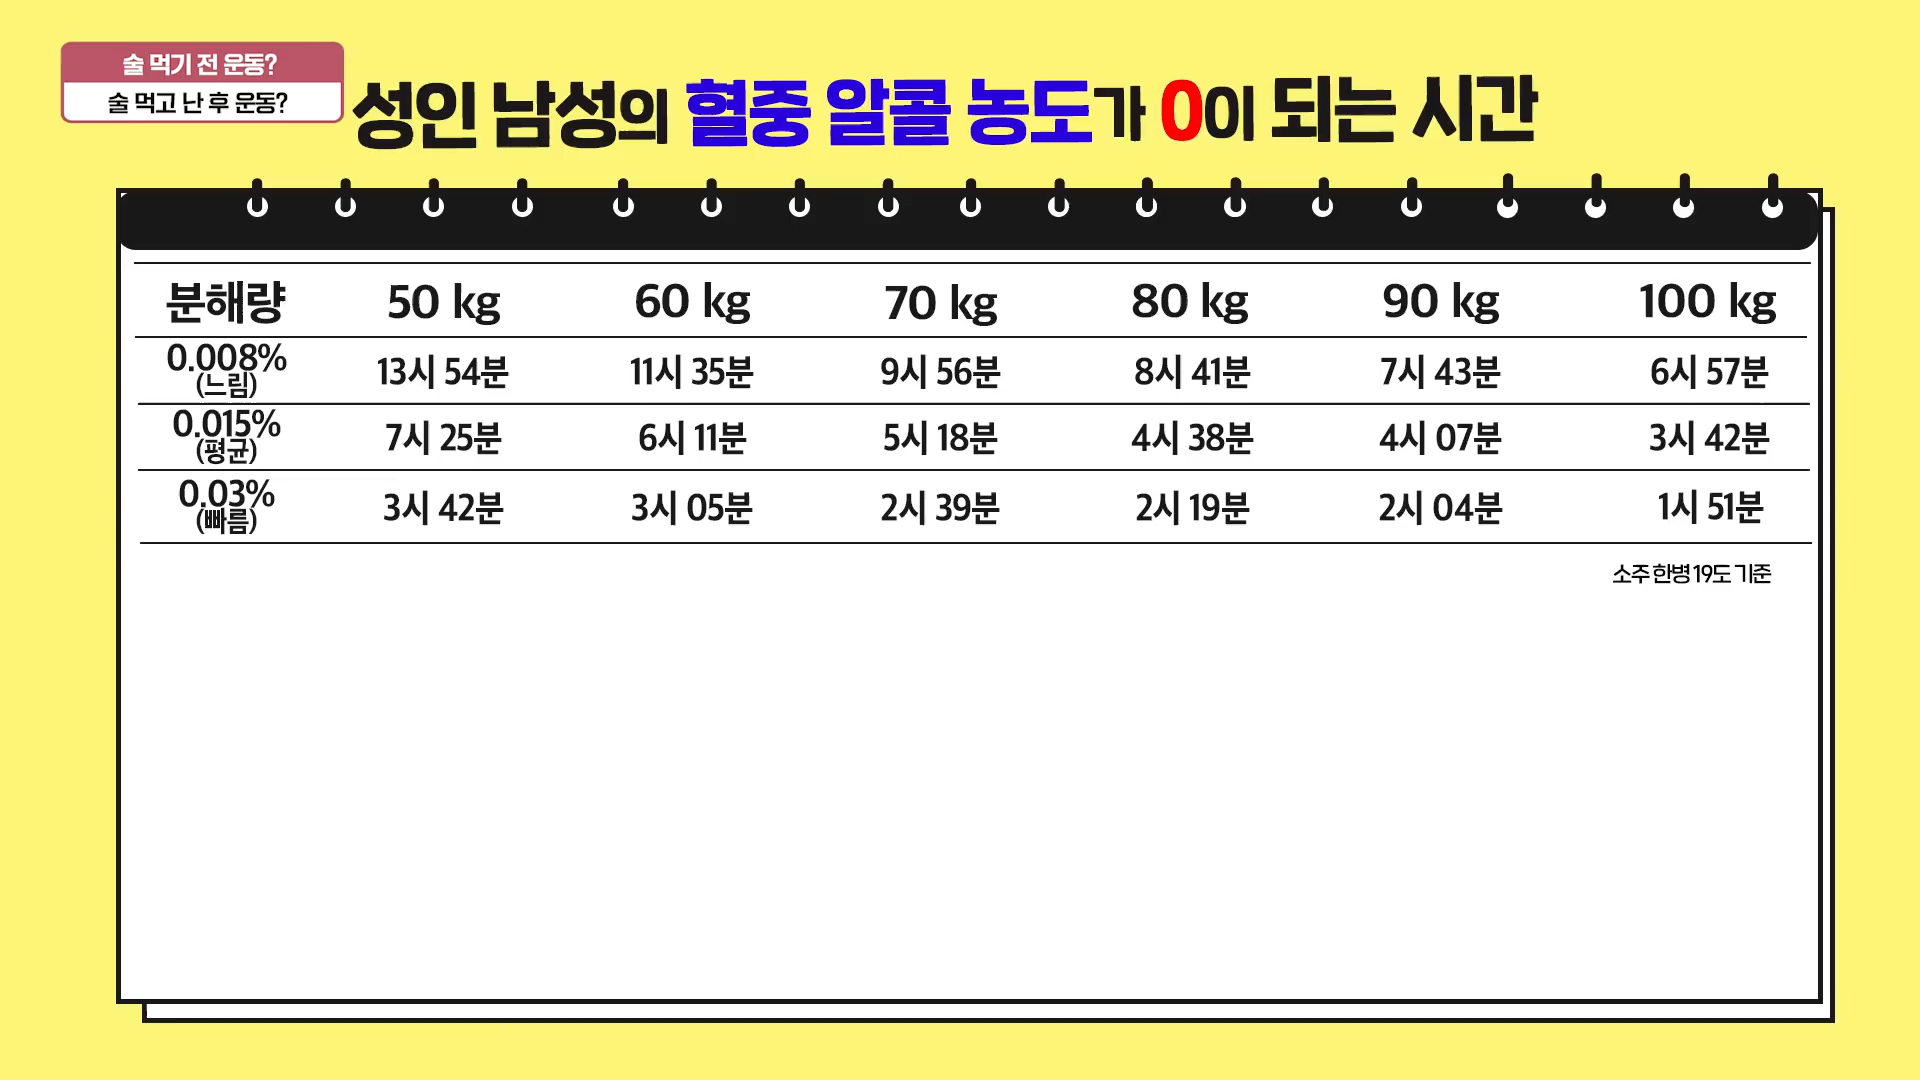 술 먹기 전 운동?
술 먹고 난 후 운동?
성인 남성의 혈중 알콜 농도가 0이 되는 시간
분해량 50 kg 60 kg 70 kg 80 kg 90 kg 100 kg
0.008% (느림) 13시 54분 11시 35분 9시 56분 8시 41분 7시 43분 6시 57분
0.015% (평균) 7시 25분 6시 11분 5시 18분 4시 38분 4시 07분 3시 42분
0.03% (빠름) 3시 42분 3시 05분 2시 39분 2시 19분 2시 04분 1시 51분
소주 한병 19도 기준